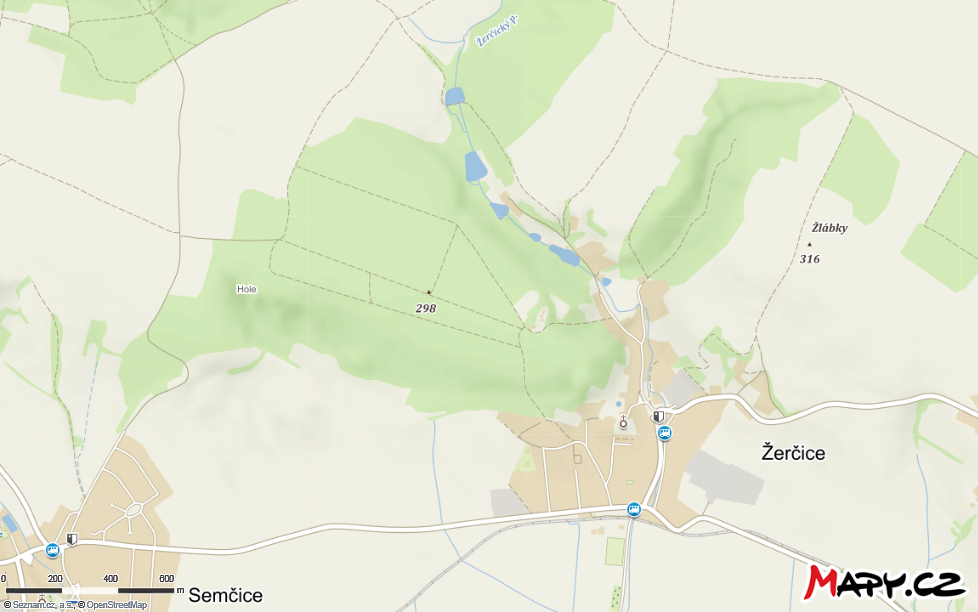 Žerčický p.
Žlábky
316
Hole
298
Žerčice
0 200 400 600 m
Semčice
© Seznam.cz, a.s., © OpenStreetMap
MAPY.CZ